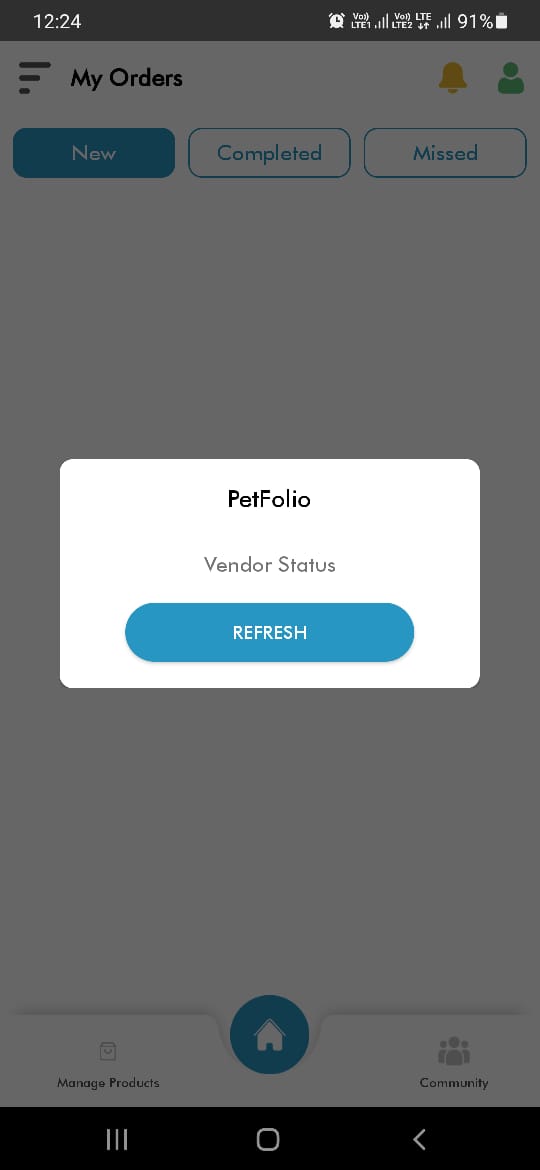 12:24
Vo)) LTE1 Vo)) LTE LTE2 91%
My Orders
New Completed Missed
PetFolio
Vendor Status
REFRESH
Manage Products Community